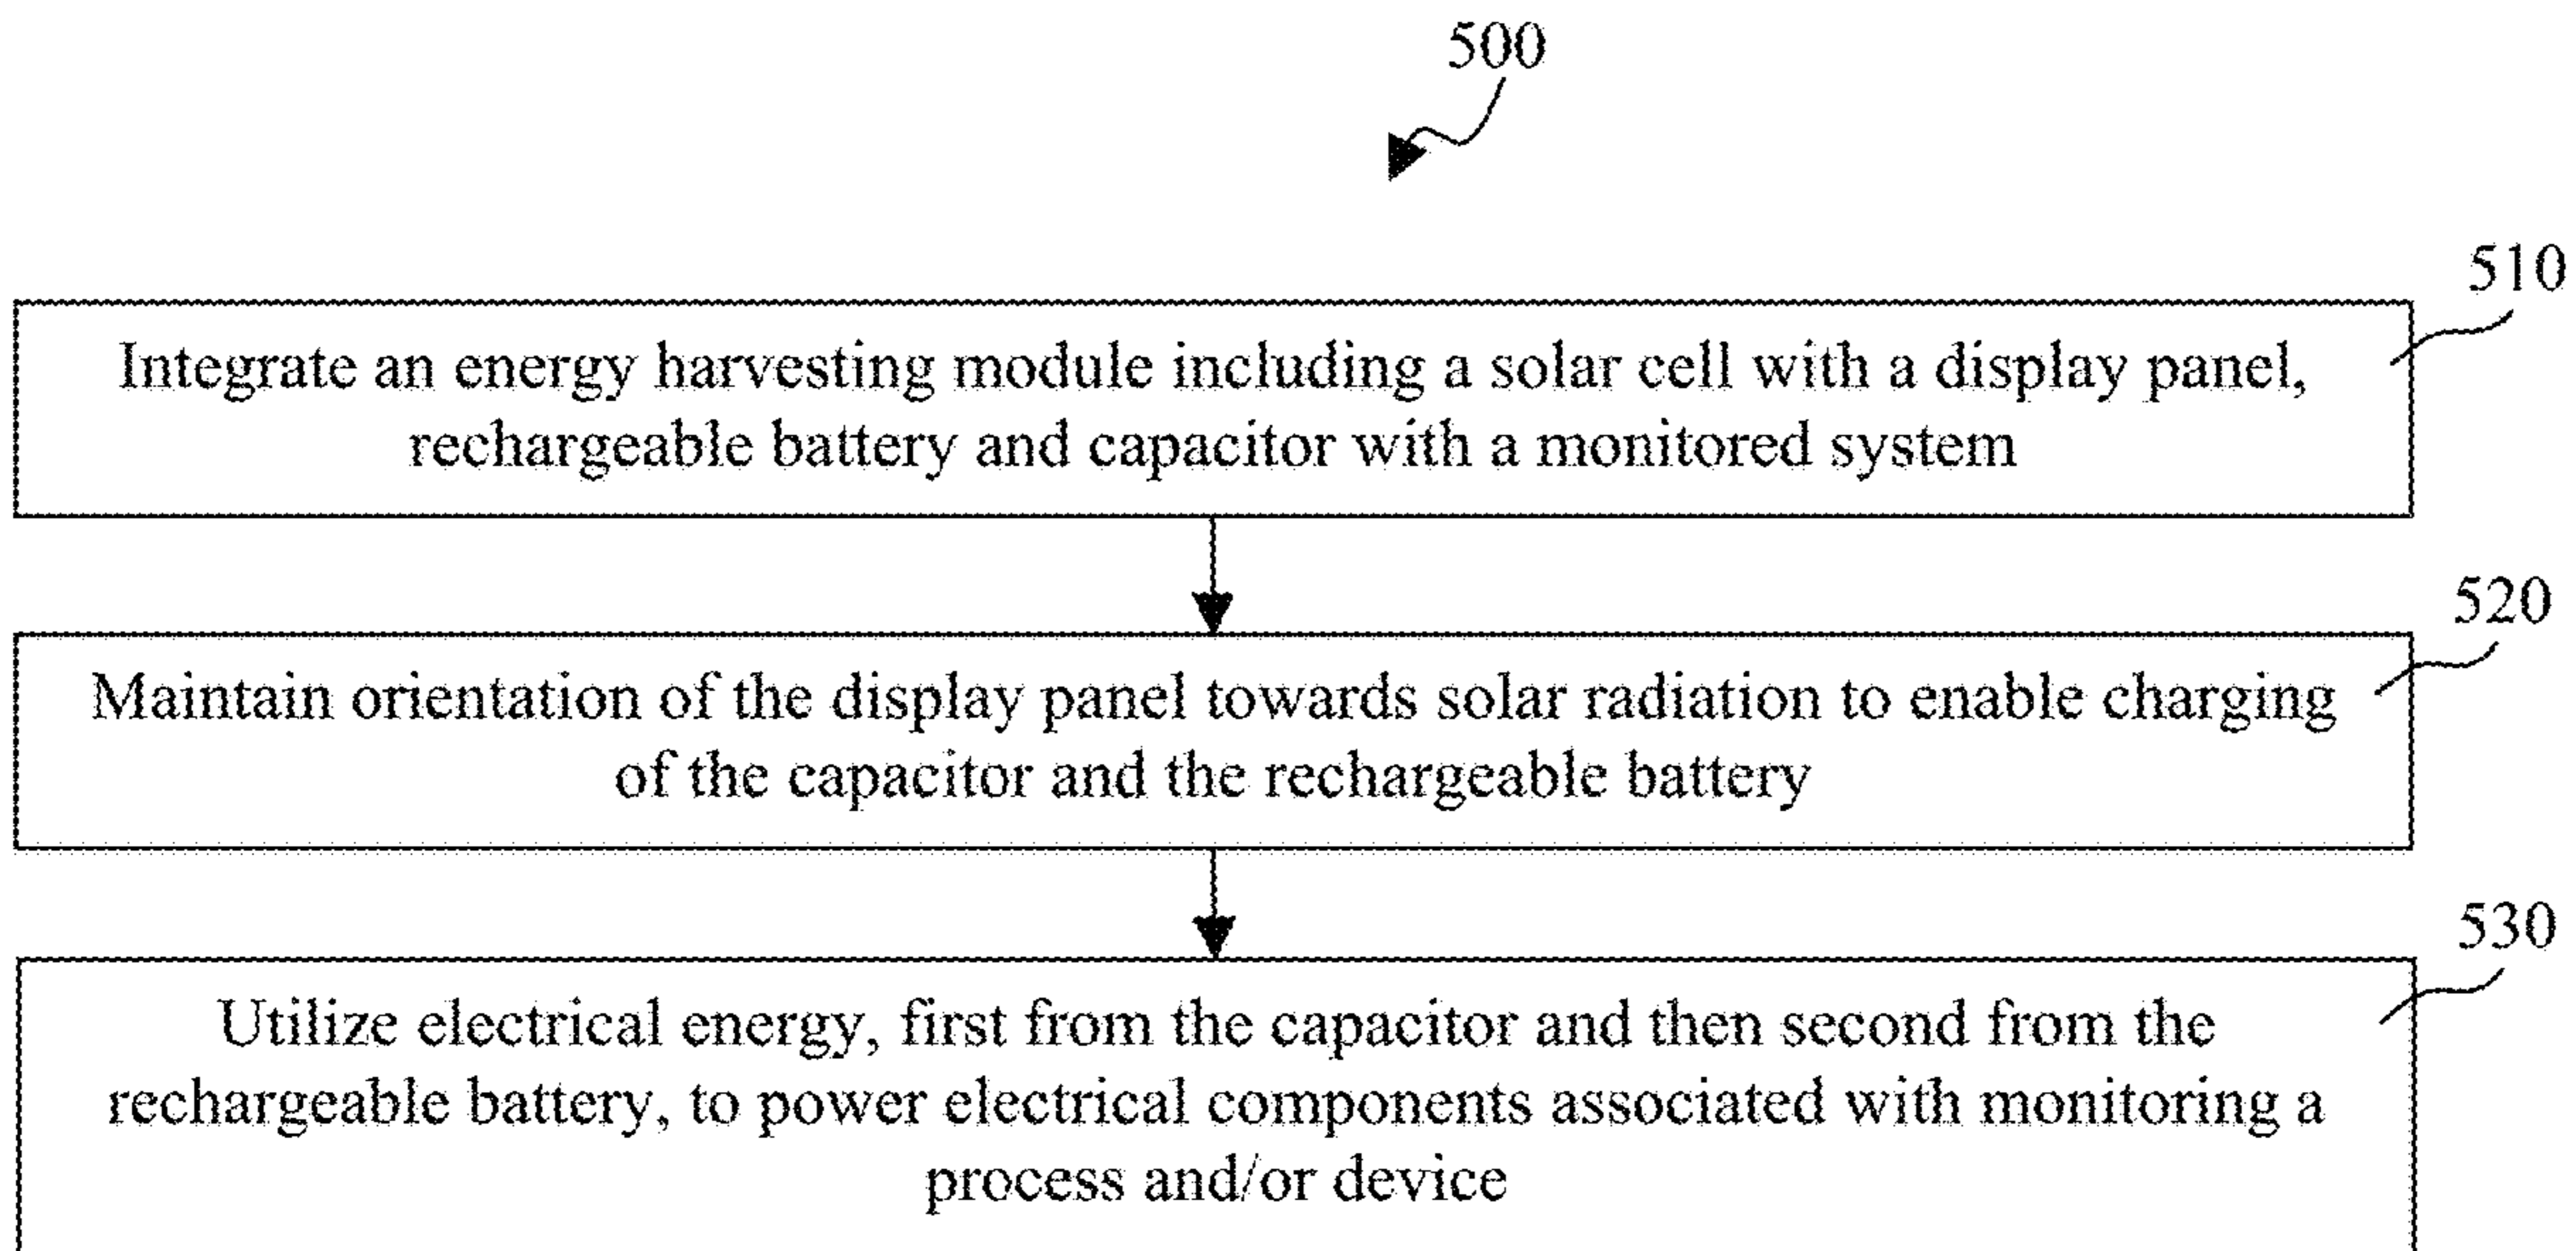 500
510
Integrate an energy harvesting module including a solar cell with a display panel,
rechargeable battery and capacitor with a monitored system
520
Maintain orientation of the display panel towards solar radiation to enable charging
of the capacitor and the rechargeable battery
530
Utilize electrical energy, first from the capacitor and then second from the
rechargeable battery, to power electrical components associated with monitoring a
process and/or device